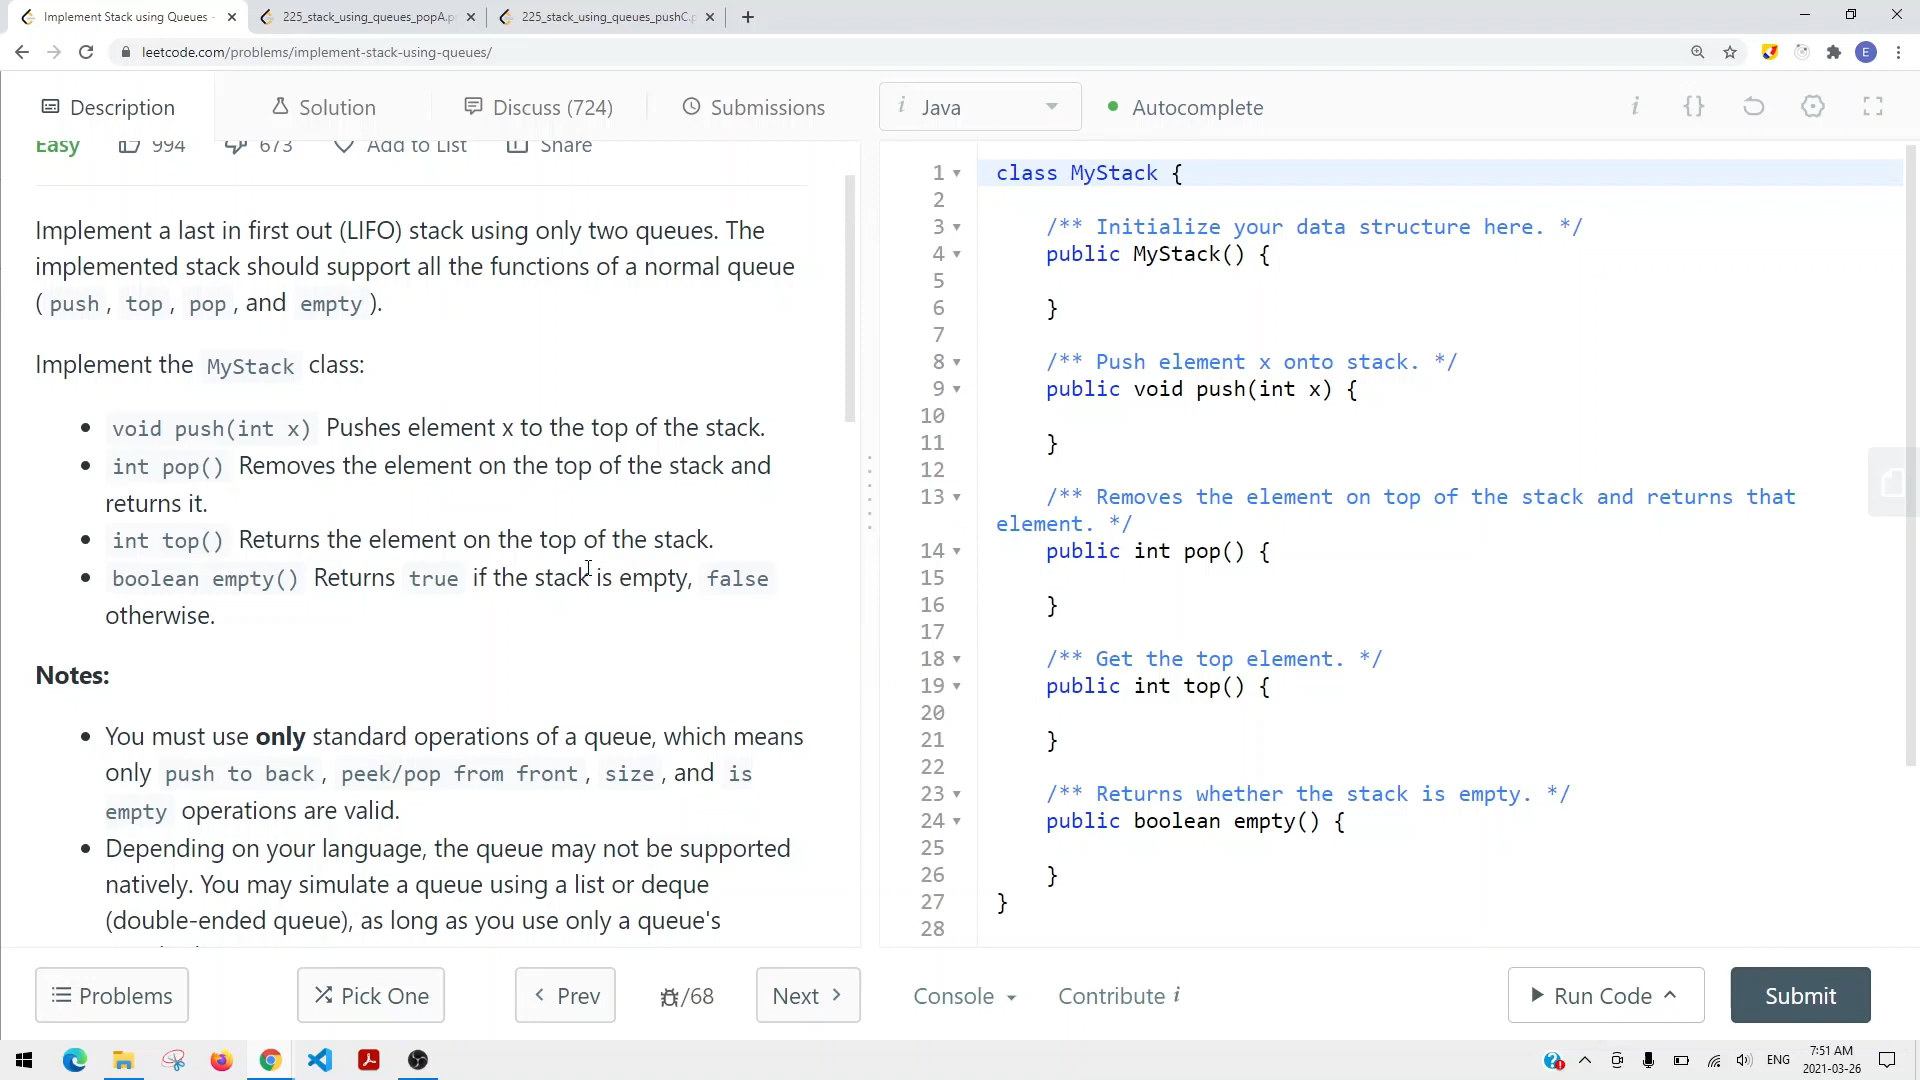 Implement Stack using Queues -
225_stack_using_queues_popA.p
225_stack_using_queues_pushC.p
leetcode.com/problems/implement-stack-using-queues/
E
Description
Solution
Discuss (724)
Submissions
i Java
Autocomplete
Easy 994 673 Add to List Share
Implement a last in first out (LIFO) stack using only two queues. The
implemented stack should support all the functions of a normal queue
( push , top , pop , and empty ).
Implement the MyStack class:
void push(int x) Pushes element x to the top of the stack.
int pop() Removes the element on the top of the stack and
returns it.
int top() Returns the element on the top of the stack.
boolean empty() Returns true if the stack is empty, false
otherwise.
Notes:
You must use only standard operations of a queue, which means
only push to back , peek/pop from front , size , and is
empty operations are valid.
Depending on your language, the queue may not be supported
natively. You may simulate a queue using a list or deque
(double-ended queue), as long as you use only a queue's
1 class MyStack {
2
3 /** Initialize your data structure here. */
4 public MyStack() {
5
6 }
7
8 /** Push element x onto stack. */
9 public void push(int x) {
10
11 }
12
13 /** Removes the element on top of the stack and returns that
element. */
14 public int pop() {
15
16 }
17
18 /** Get the top element. */
19 public int top() {
20
21 }
22
23 /** Returns whether the stack is empty. */
24 public boolean empty() {
25
26 }
27 }
28
Problems
Pick One
Prev
/68
Next
Console
Contribute i
Run Code
Submit
ENG
7:51 AM
2021-03-26